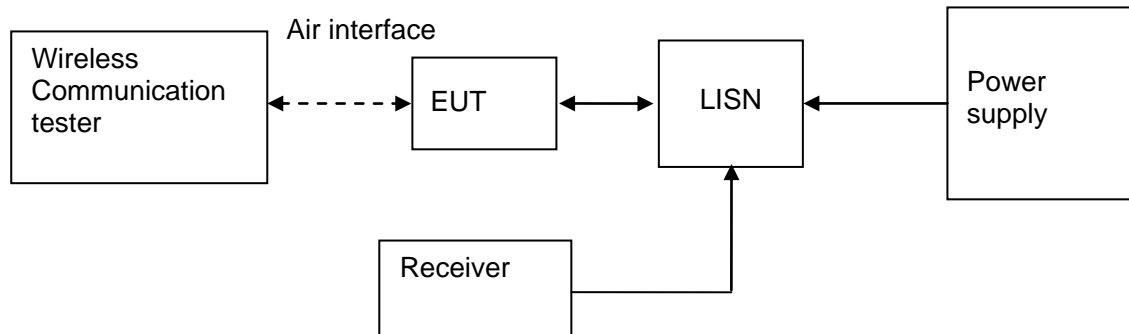 Air interface
Wireless
Communication
tester
EUT
LISN
Power
supply
Receiver